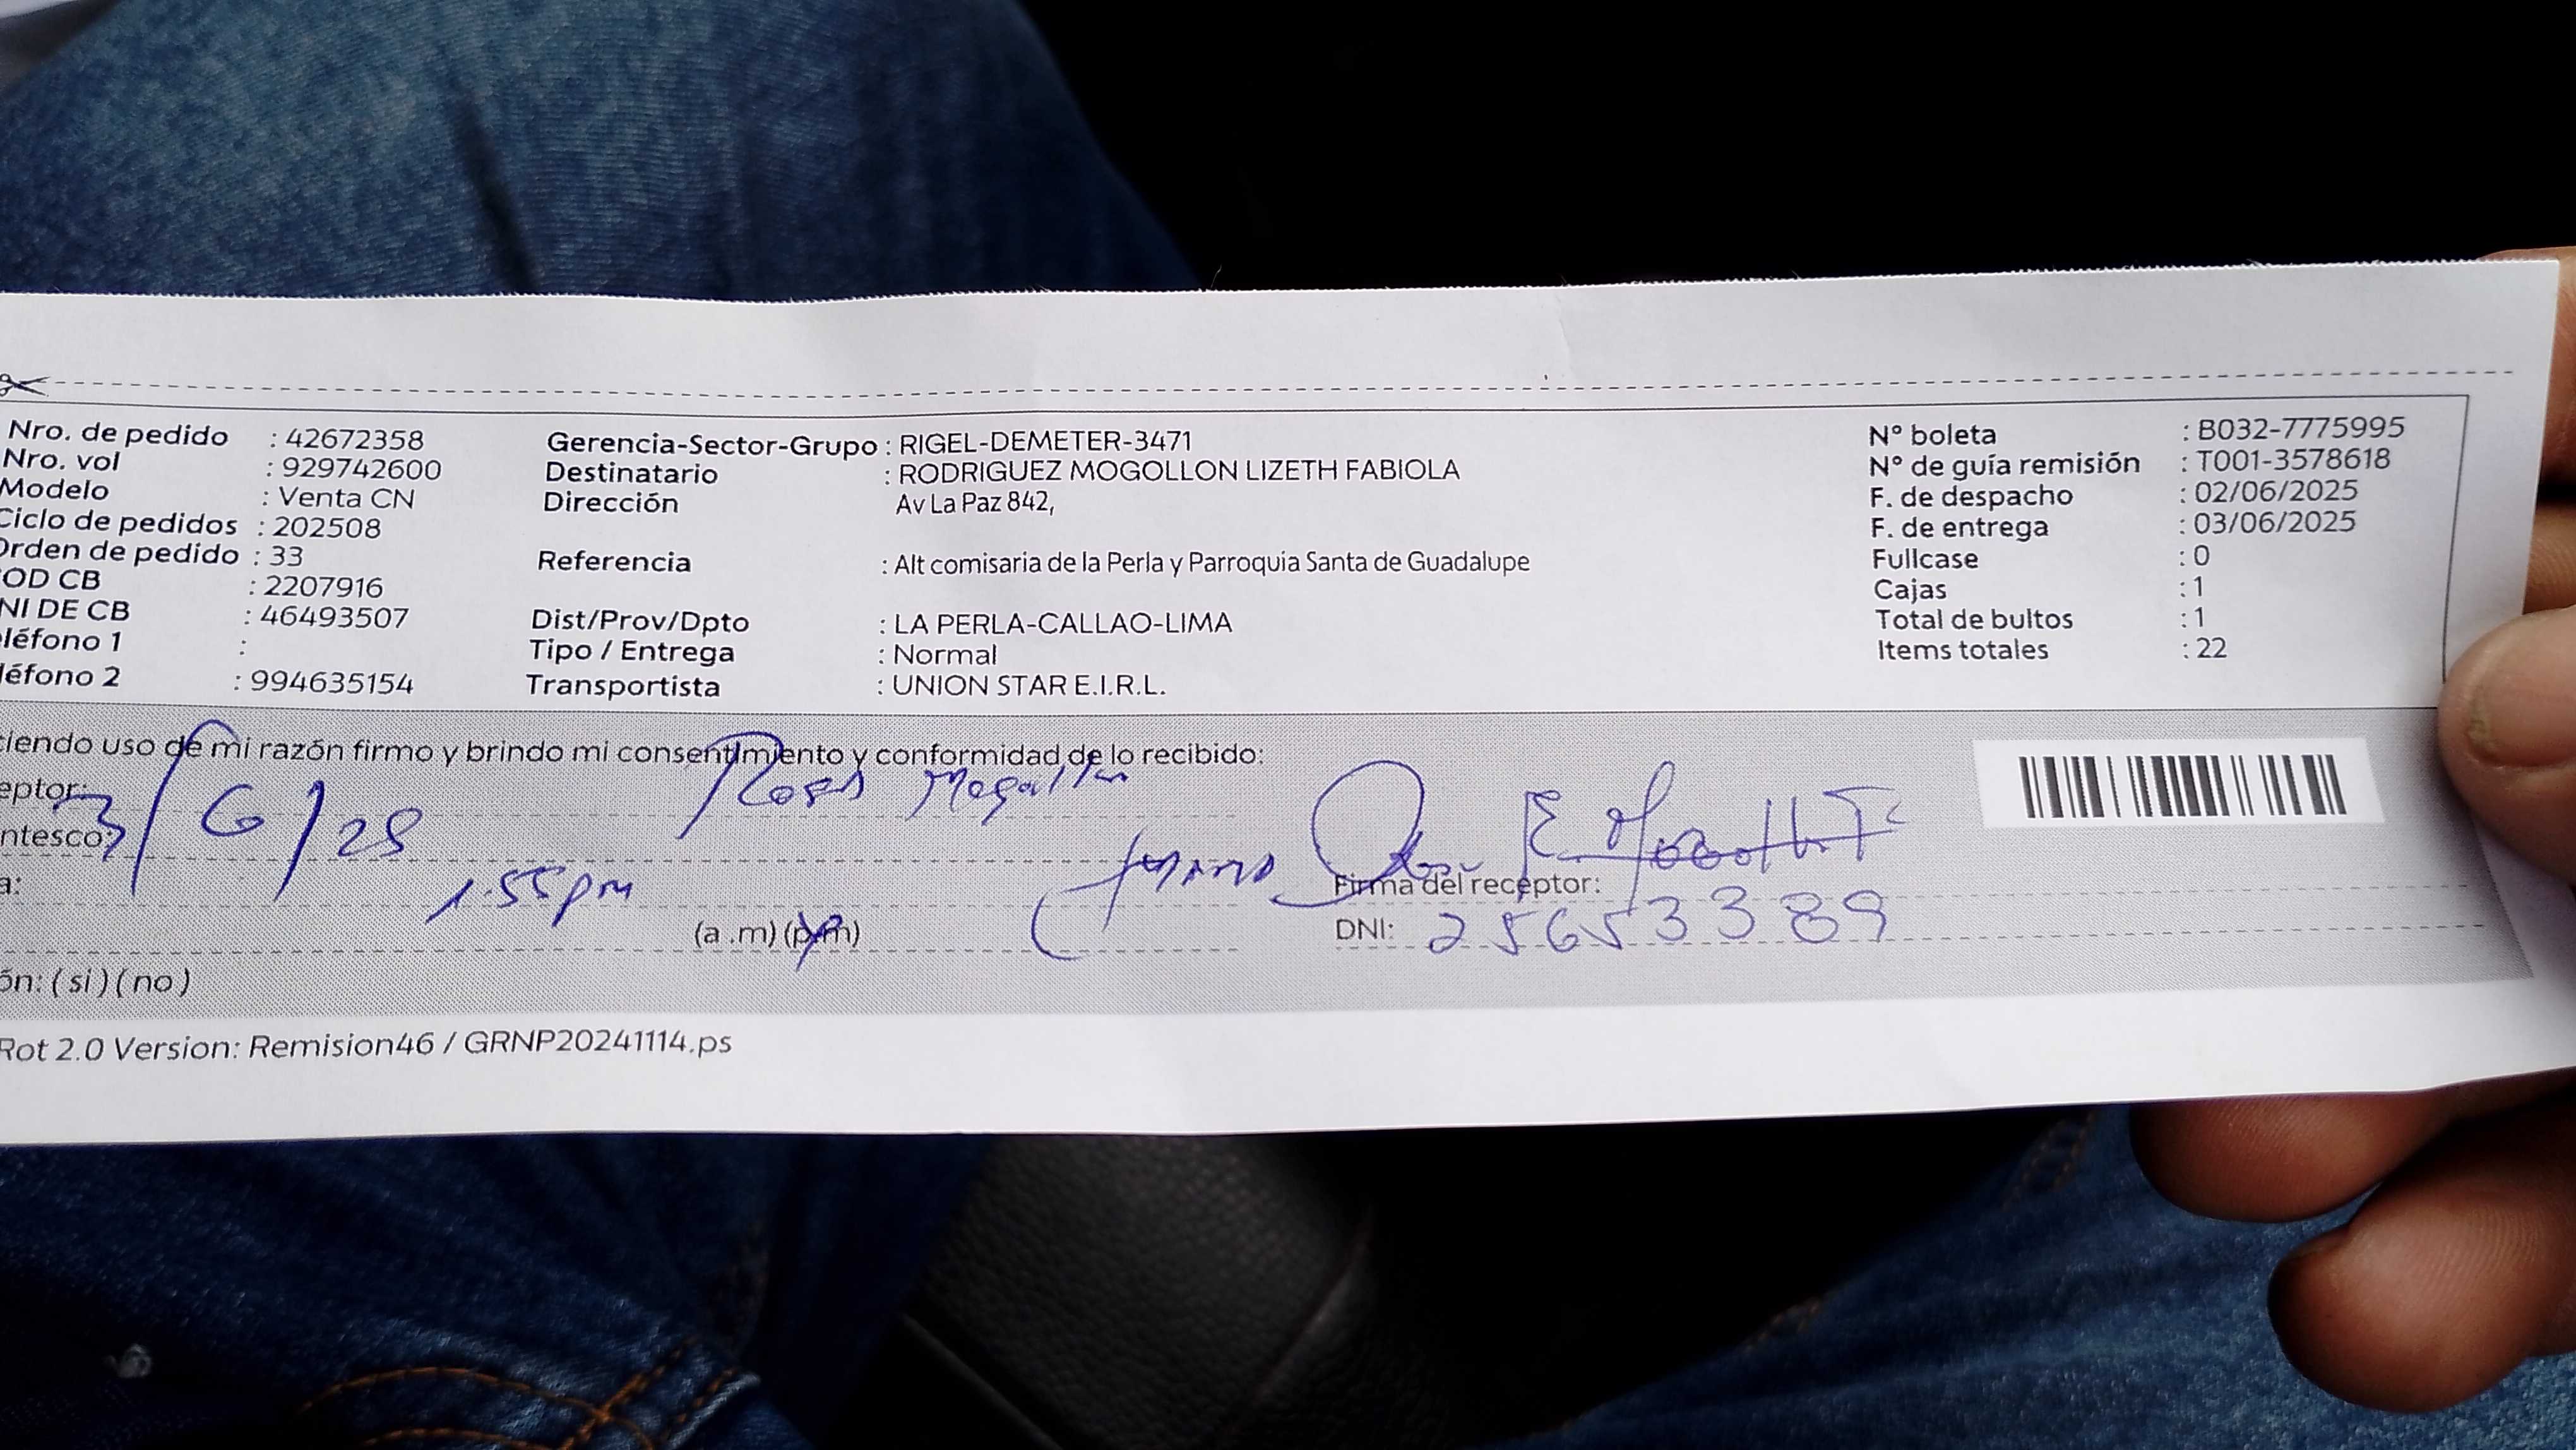 Nro. de pedido : 42672358
Nro. vol : 929742600
Modelo : Venta CN
Ciclo de pedidos : 202508
Orden de pedido : 33
OD CB : 2207916
NI DE CB : 46493507
léfono 1 :
léfono 2 : 994635154
Gerencia-Sector-Grupo : RIGEL-DEMETER-3471
Destinatario : RODRIGUEZ MOGOLLON LIZETH FABIOLA
Dirección Av La Paz 842,
Referencia : Alt comisaria de la Perla y Parroquia Santa de Guadalupe
Dist/Prov/Dpto : LA PERLA-CALLAO-LIMA
Tipo / Entrega : Normal
Transportista : UNION STAR E.I.R.L.
N° boleta : B032-7775995
N° de guía remisión : T001-3578618
F. de despacho : 02/06/2025
F. de entrega : 03/06/2025
Fullcase : 0
Cajas : 1
Total de bultos : 1
Items totales : 22
ciendo uso de mi razón firmo y brindo mi consentimiento y conformidad de lo recibido:
eptor: Rosa Mogollon
ntesco: 3/6/25
a: 1:55 pm
(a .m) (p.m)
Firma del receptor:
DNI: 25653389
ón: ( si ) ( no )
Rot 2.0 Version: Remision46 / GRNP20241114.ps